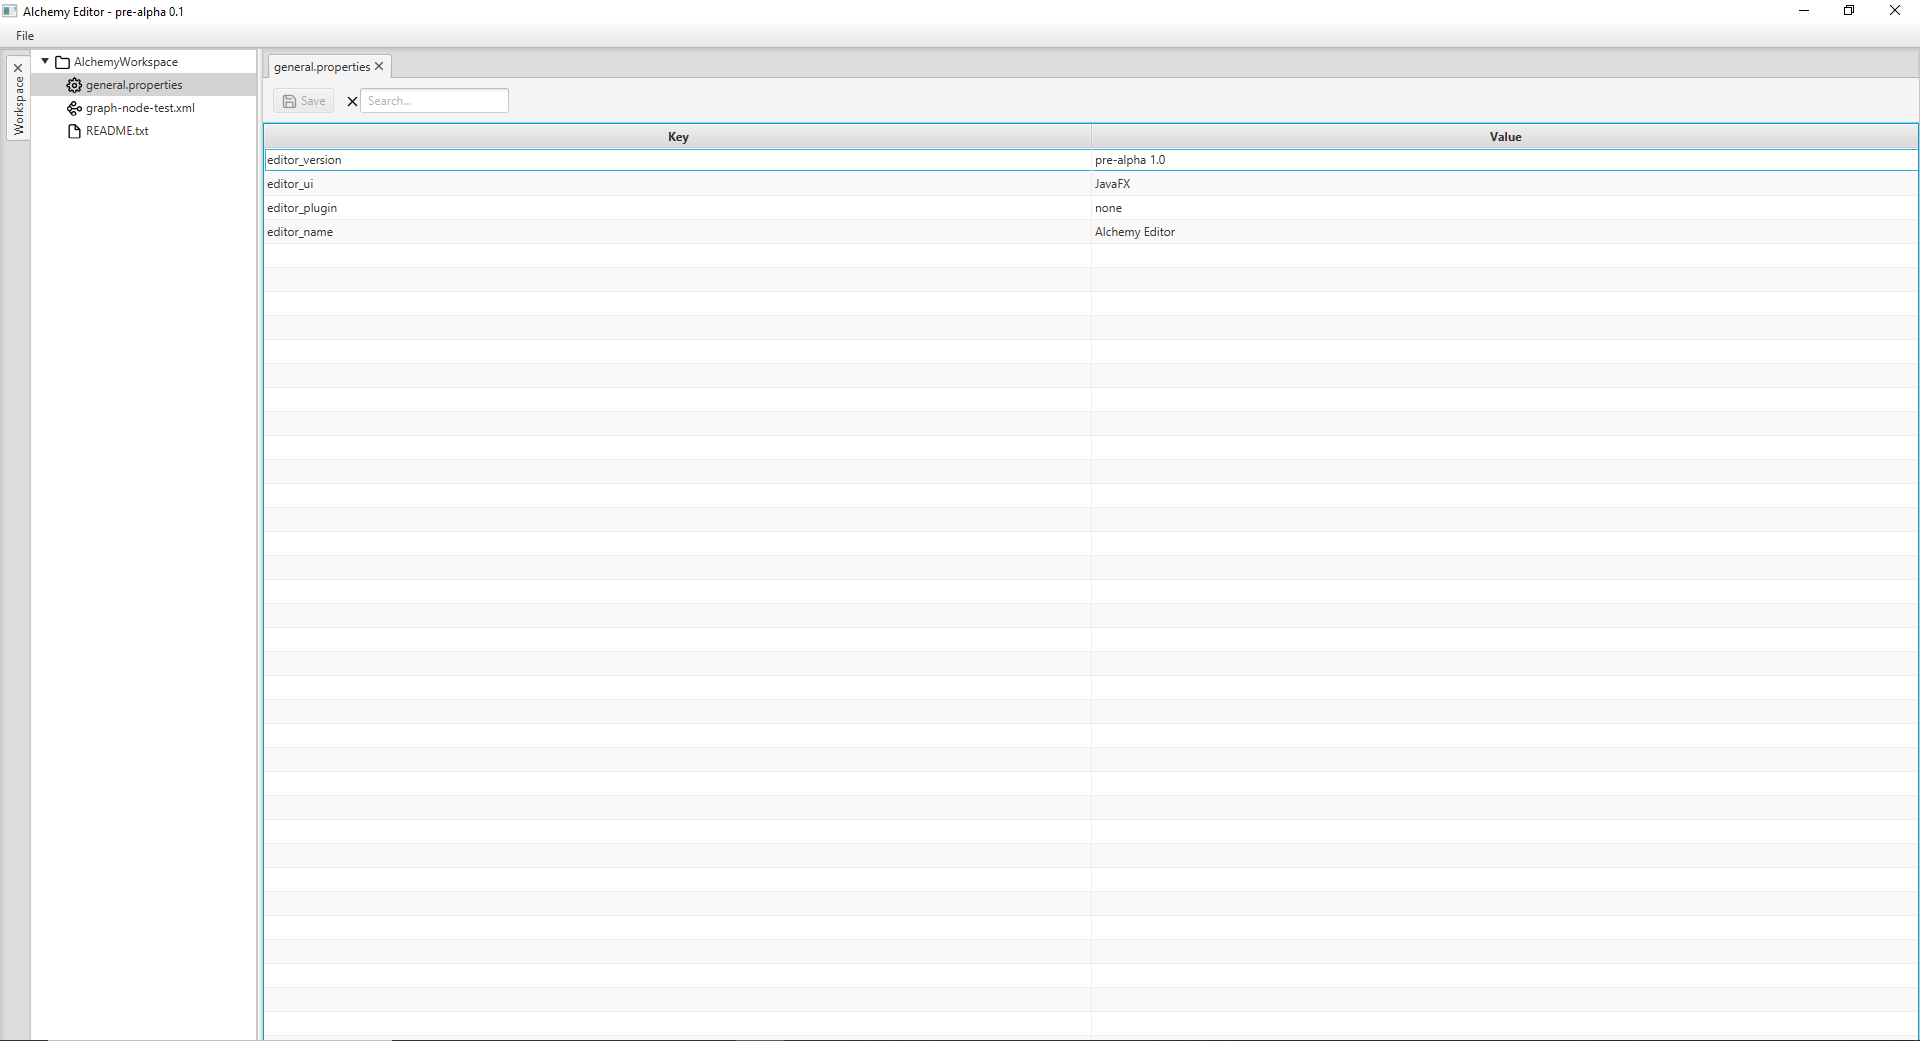 Alchemy Editor - pre-alpha 0.1
File
Workspace
AlchemyWorkspace
general.properties
graph-node-test.xml
README.txt
general.properties
Save
Search...
Key Value
editor_version pre-alpha 1.0
editor_ui JavaFX
editor_plugin none
editor_name Alchemy Editor